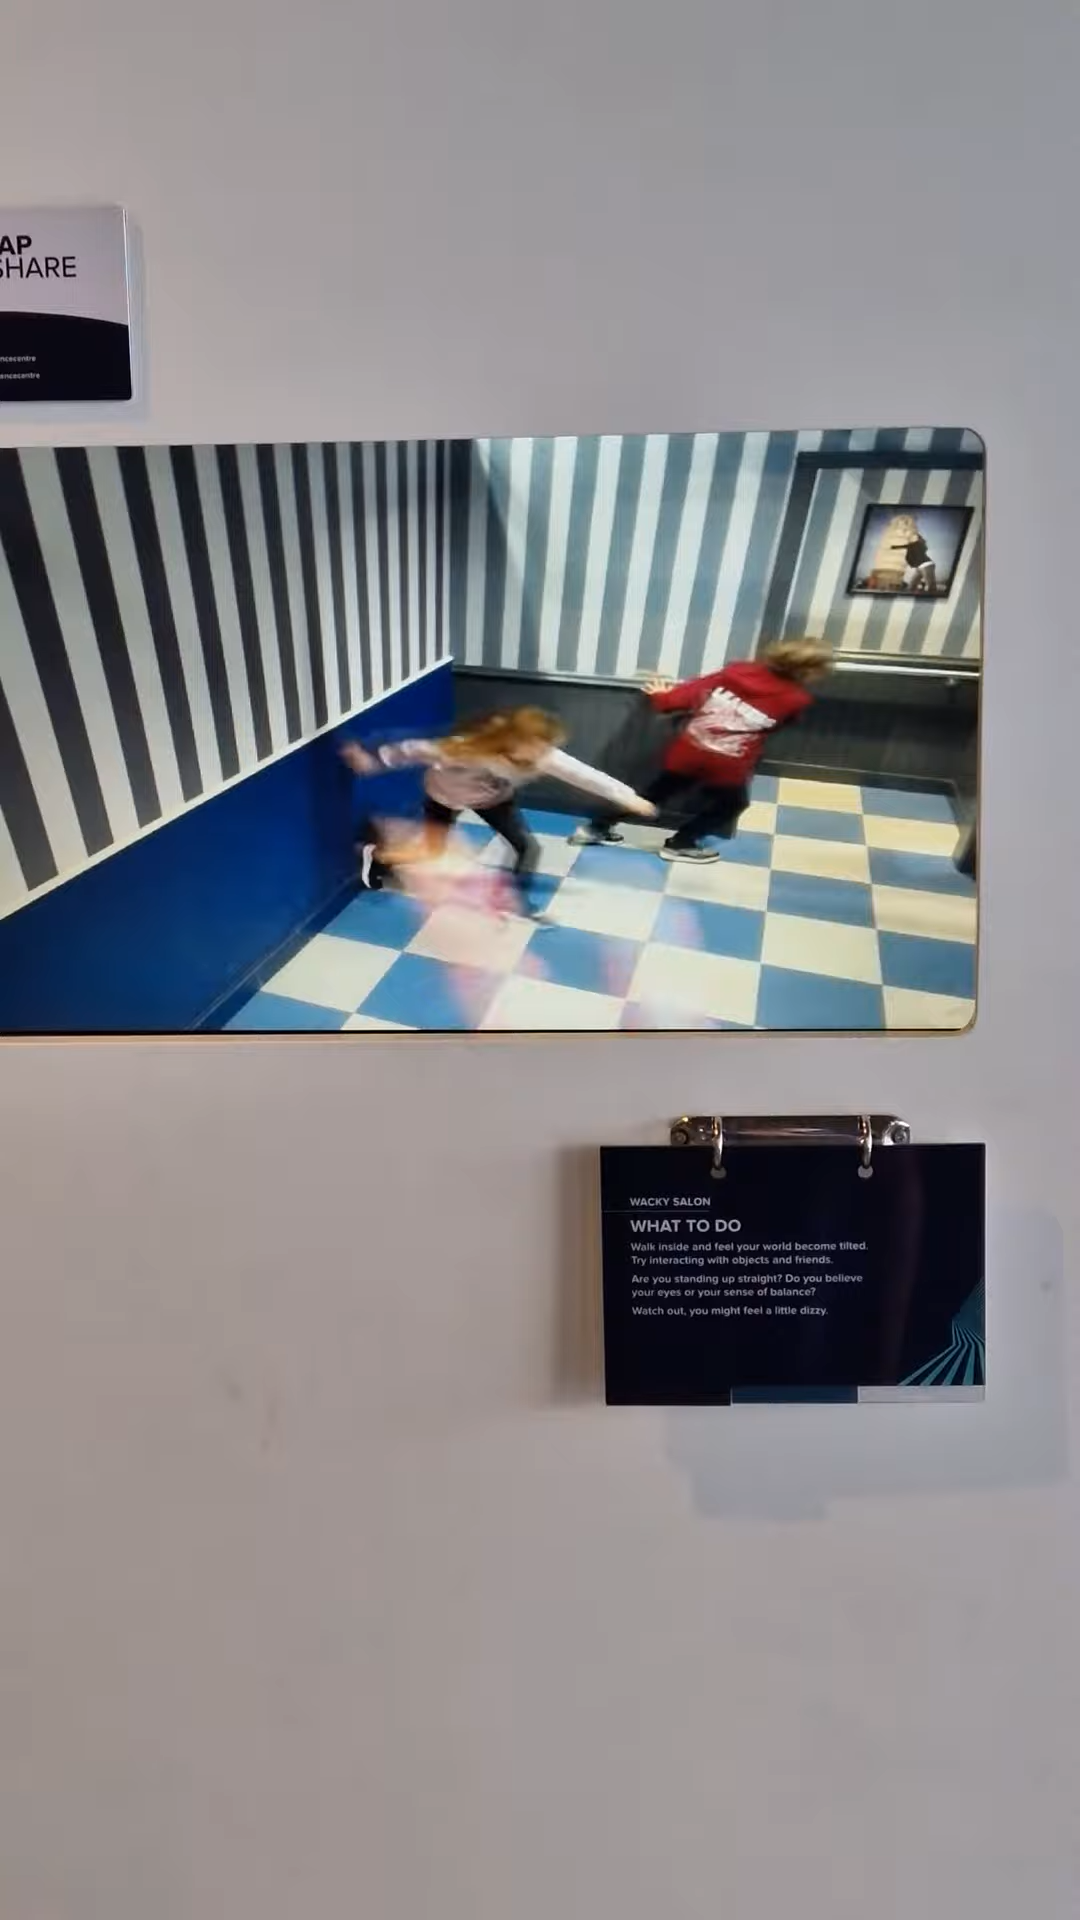 AP
SHARE
ncecentre
encecentre
WACKY SALON
WHAT TO DO
Walk inside and feel your world become tilted.
Try interacting with objects and friends.
Are you standing up straight? Do you believe
your eyes or your sense of balance?
Watch out, you might feel a little dizzy.